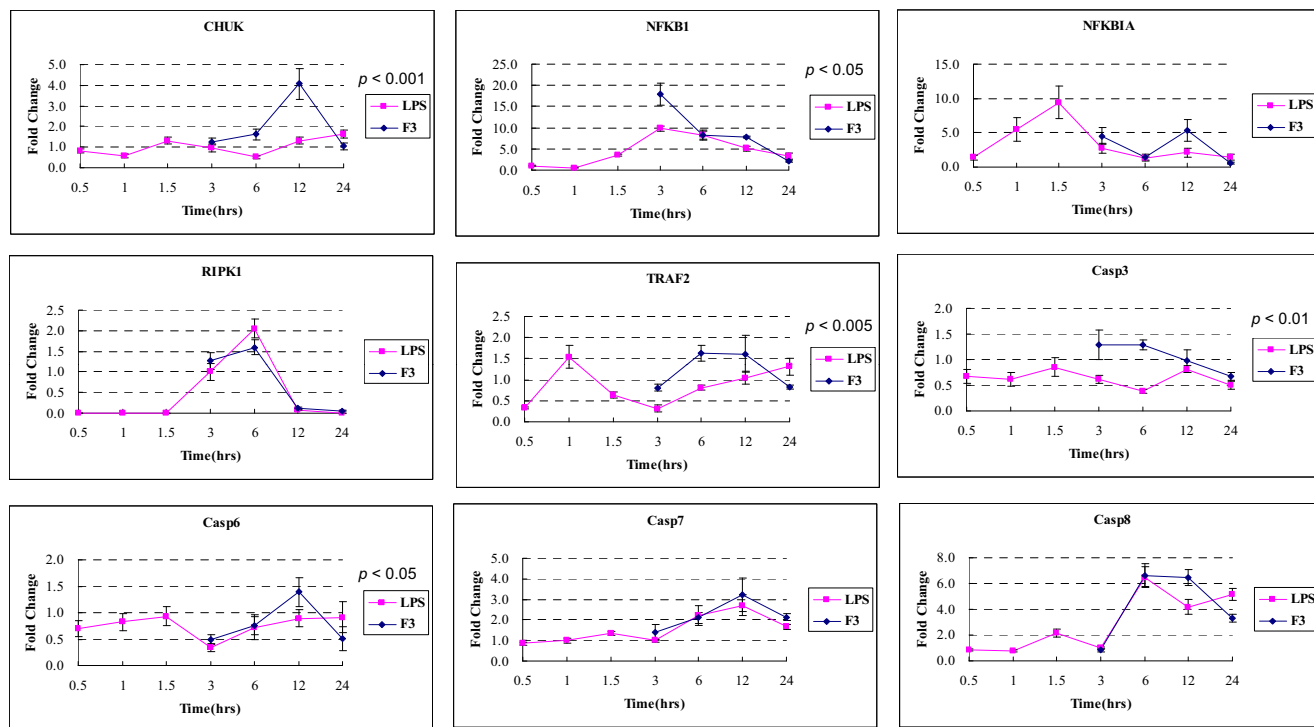 CHUK
Fold Change
5.0
4.0
3.0
2.0
1.0
0.0
0.5 1 1.5 3 6 12 24
Time(hrs)
p < 0.001
LPS
F3
NFKB1
Fold Change
25.0
20.0
15.0
10.0
5.0
0.0
0.5 1 1.5 3 6 12 24
Time(hrs)
p < 0.05
LPS
F3
NFKBIA
Fold Change
15.0
10.0
5.0
0.0
0.5 1 1.5 3 6 12 24
Time(hrs)
LPS
F3
RIPK1
Fold Change
2.5
2.0
1.5
1.0
0.5
0.0
0.5 1 1.5 3 6 12 24
Time(hrs)
LPS
F3
TRAF2
Fold Change
2.5
2.0
1.5
1.0
0.5
0.0
0.5 1 1.5 3 6 12 24
Time(hrs)
p < 0.005
LPS
F3
Casp3
Fold Change
2.0
1.5
1.0
0.5
0.0
0.5 1 1.5 3 6 12 24
Time(hrs)
p < 0.01
LPS
F3
Casp6
Fold Change
2.0
1.5
1.0
0.5
0.0
0.5 1 1.5 3 6 12 24
Time(hrs)
p < 0.05
LPS
F3
Casp7
Fold Change
5.0
4.0
3.0
2.0
1.0
0.0
0.5 1 1.5 3 6 12 24
Time(hrs)
LPS
F3
Casp8
Fold Change
8.0
6.0
4.0
2.0
0.0
0.5 1 1.5 3 6 12 24
Time(hrs)
LPS
F3